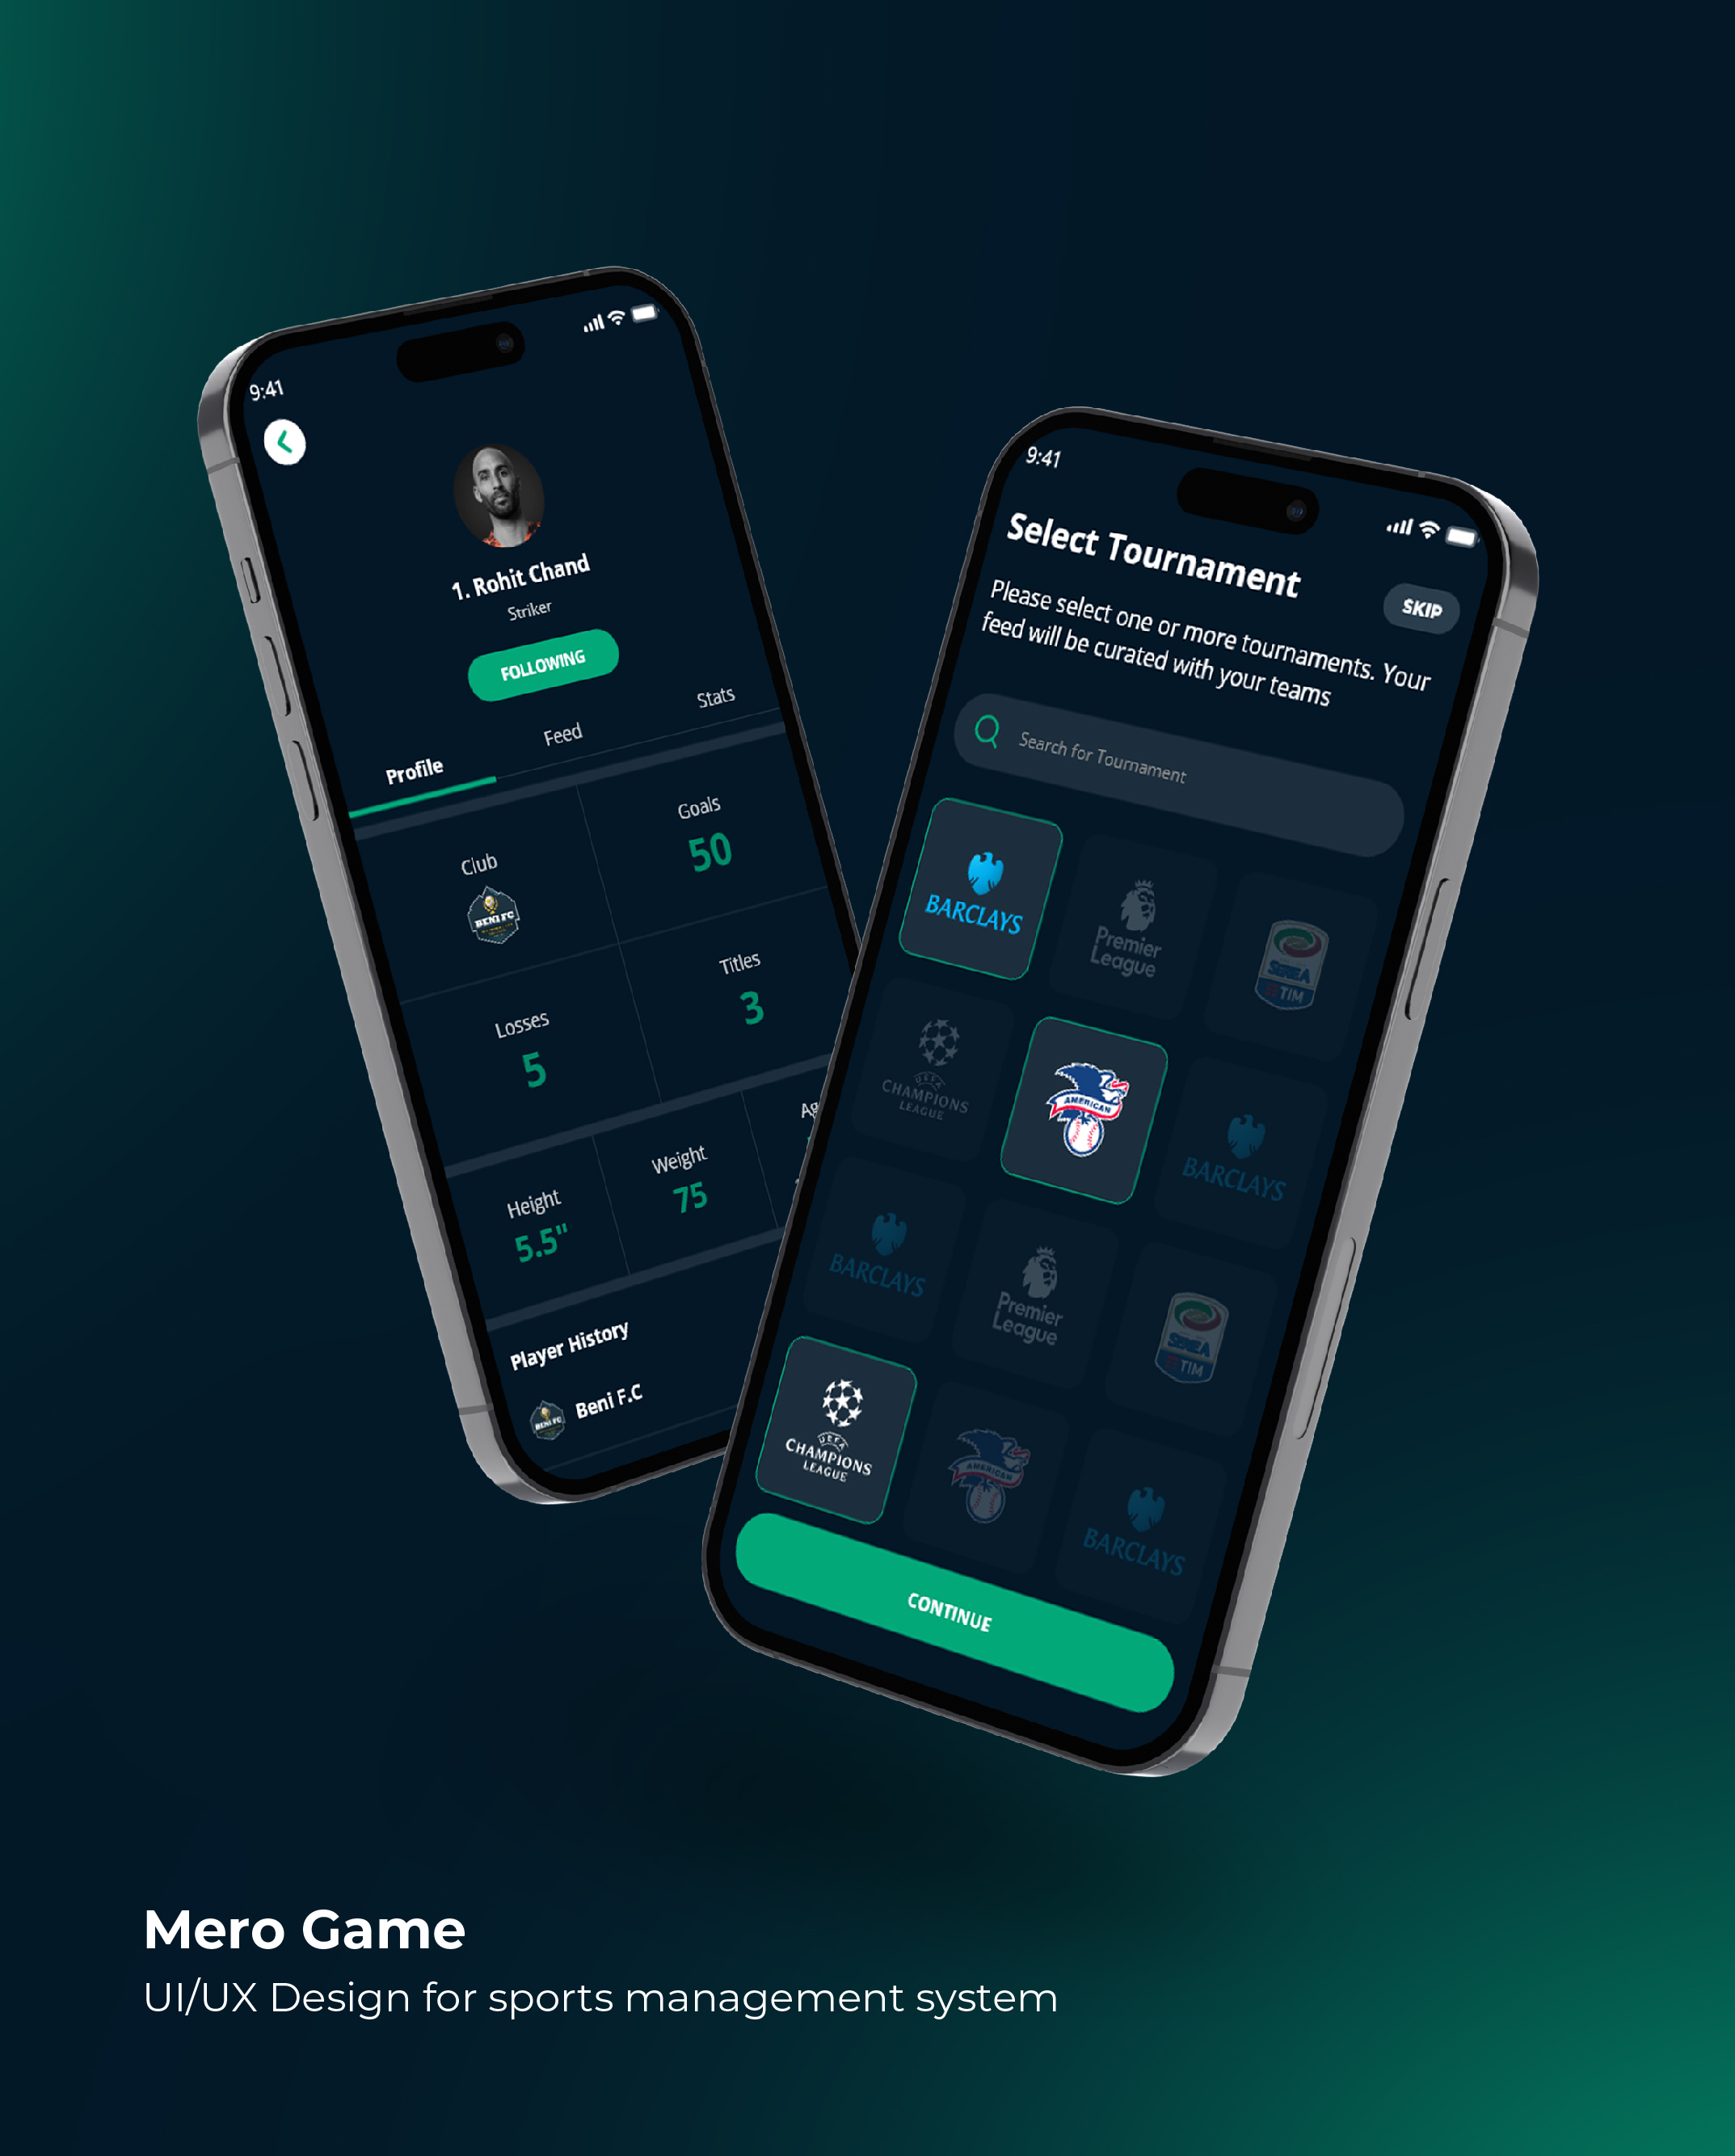 9:41
1. Rohit Chand
Striker
FOLLOWING
Profile
Feed
Stats
Club
BENI FC
Goals
50
Losses
5
Titles
3
Height
5.5"
Weight
75
Player History
BENI FC
Beni F.C
9:41
Select Tournament
SKIP
Please select one or more tournaments. Your
feed will be curated with your teams
Search for Tournament
BARCLAYS
Premier
League
SERIE A
TIM
UEFA
CHAMPIONS
LEAGUE
AMERICAN
BARCLAYS
BARCLAYS
Premier
League
SERIE A
TIM
UEFA
CHAMPIONS
LEAGUE
AMERICAN
BARCLAYS
CONTINUE
Mero Game
UI/UX Design for sports management system